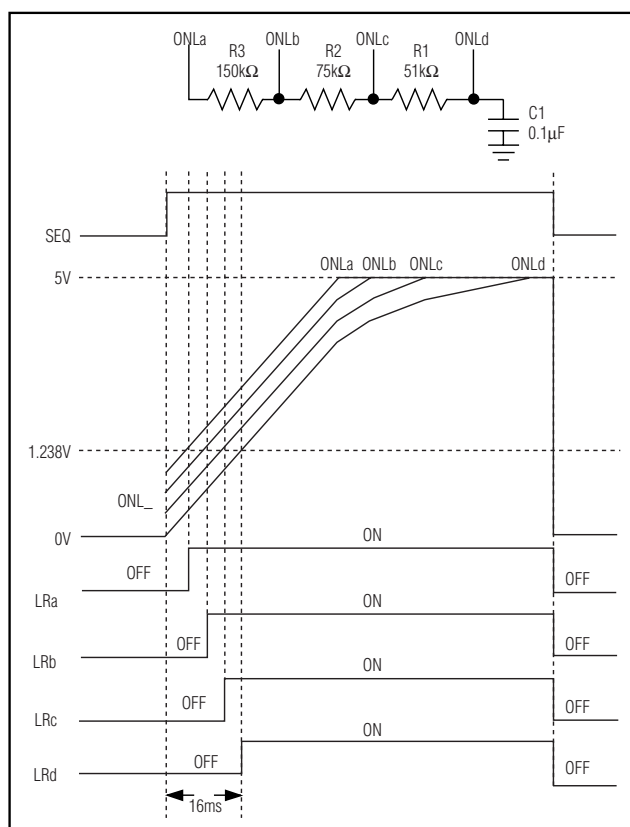 ONLa ONLb ONLc ONLd
R3 R2 R1
150kΩ 75kΩ 51kΩ
C1
0.1μF
SEQ
ONLa ONLb ONLc ONLd
5V
1.238V
ONL_
0V
ON
OFF
LRa
OFF
ON
OFF
LRb
OFF
ON
OFF
LRc
OFF
ON
OFF
LRd
OFF
16ms